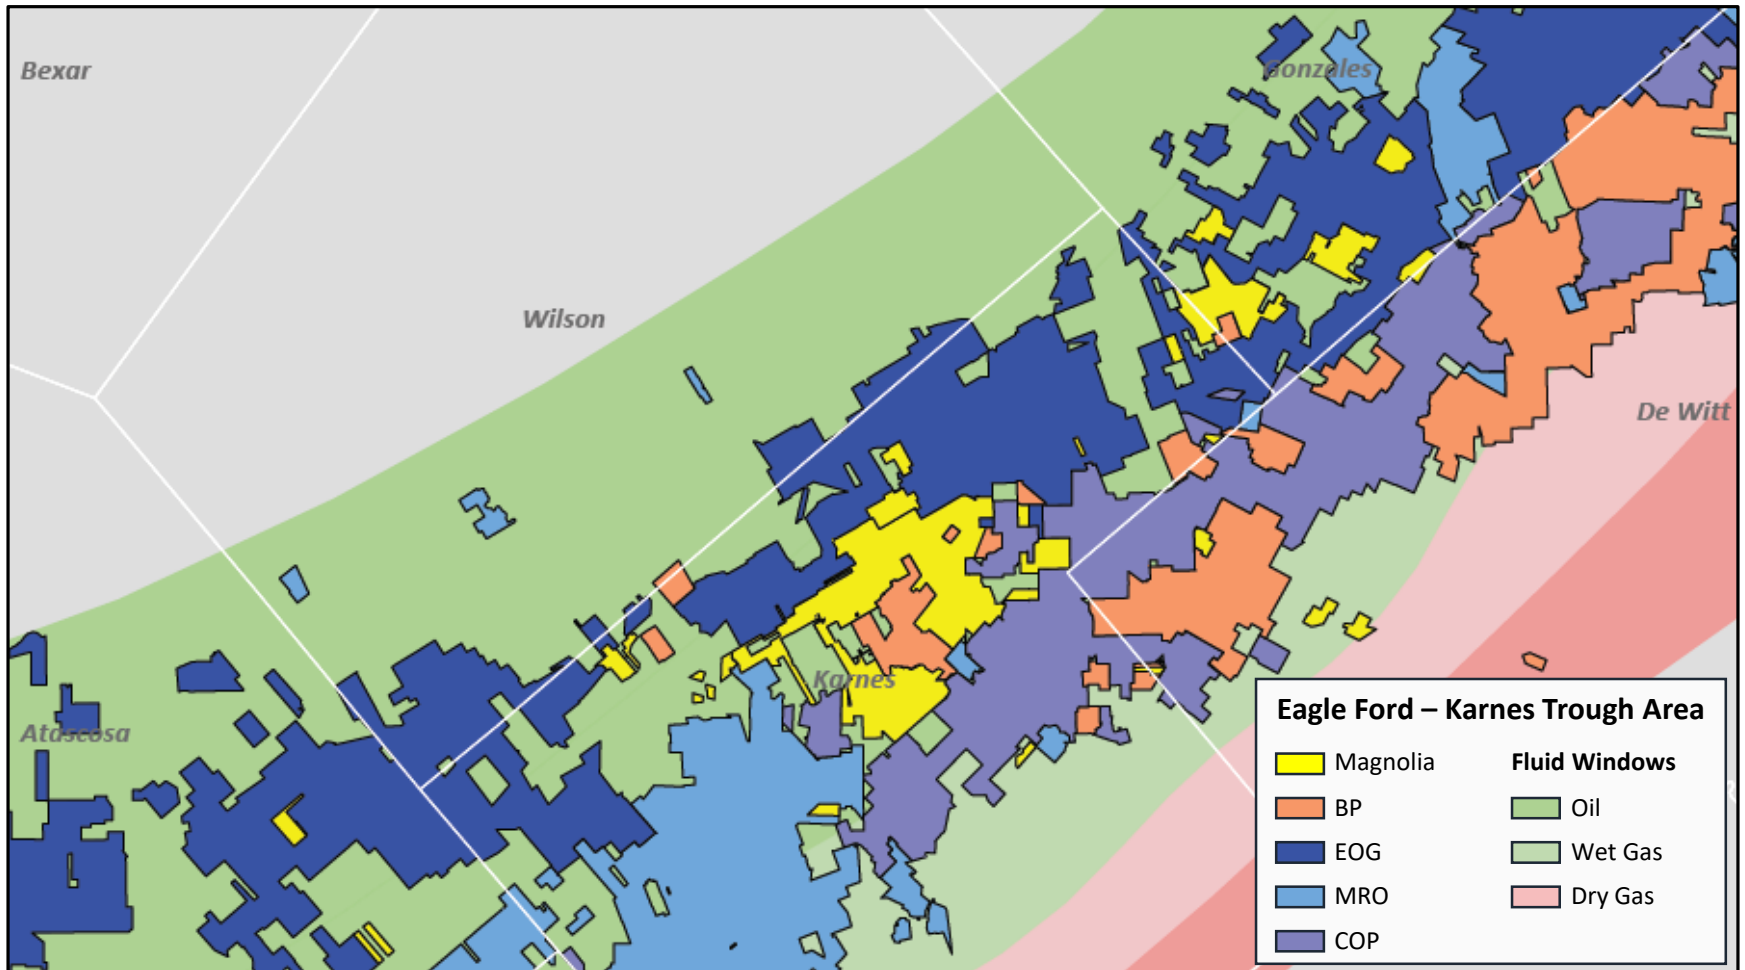 Bexar
Gonzales
Wilson
De Witt
Karnes
Atascosa
Eagle Ford – Karnes Trough Area
Magnolia
Fluid Windows
BP
Oil
EOG
Wet Gas
MRO
Dry Gas
COP